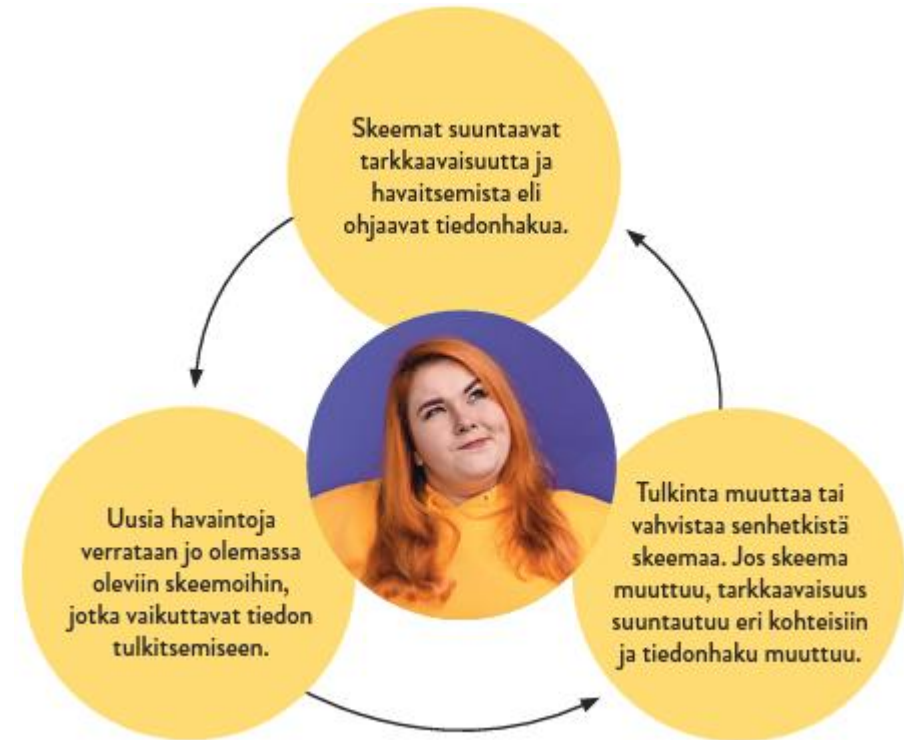 Skeemat suuntaavat
tarkkaavaisuutta ja
havaitsemista eli
ohjaavat tiedonhakua.
Uusia havaintoja
verrataan jo olemassa
oleviin skeemoihin,
jotka vaikuttavat tiedon
tulkitsemiseen.
Tulkinta muuttaa tai
vahvistaa senhetkistä
skeemaa. Jos skeema
muuttuu, tarkkaavaisuus
suuntautuu eri kohteisiin
ja tiedonhaku muuttuu.